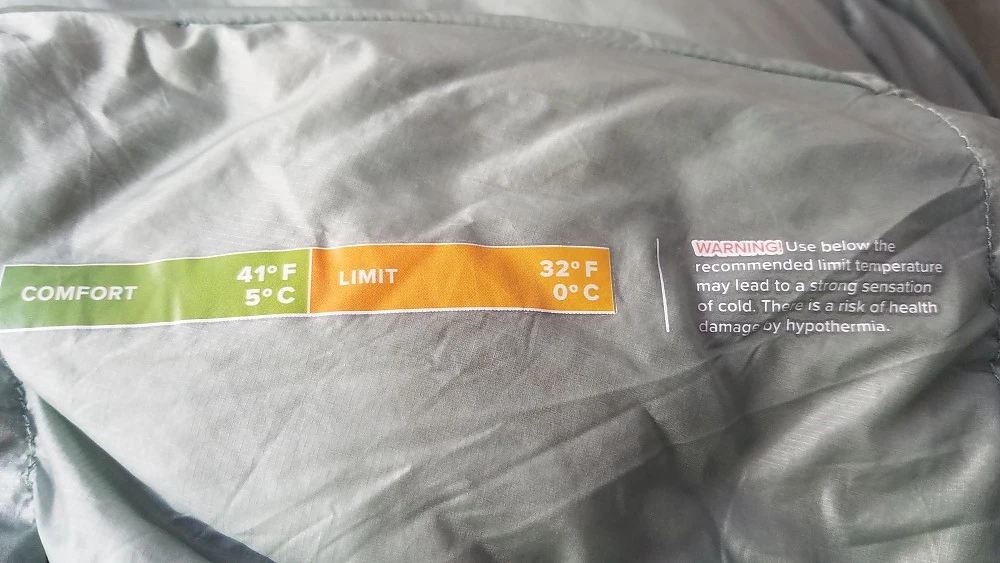 COMFORT
41° F
5° C
LIMIT
32° F
0° C
WARNING! Use below the
recommended limit temperature
may lead to a strong sensation
of cold. There is a risk of health
damage by hypothermia.